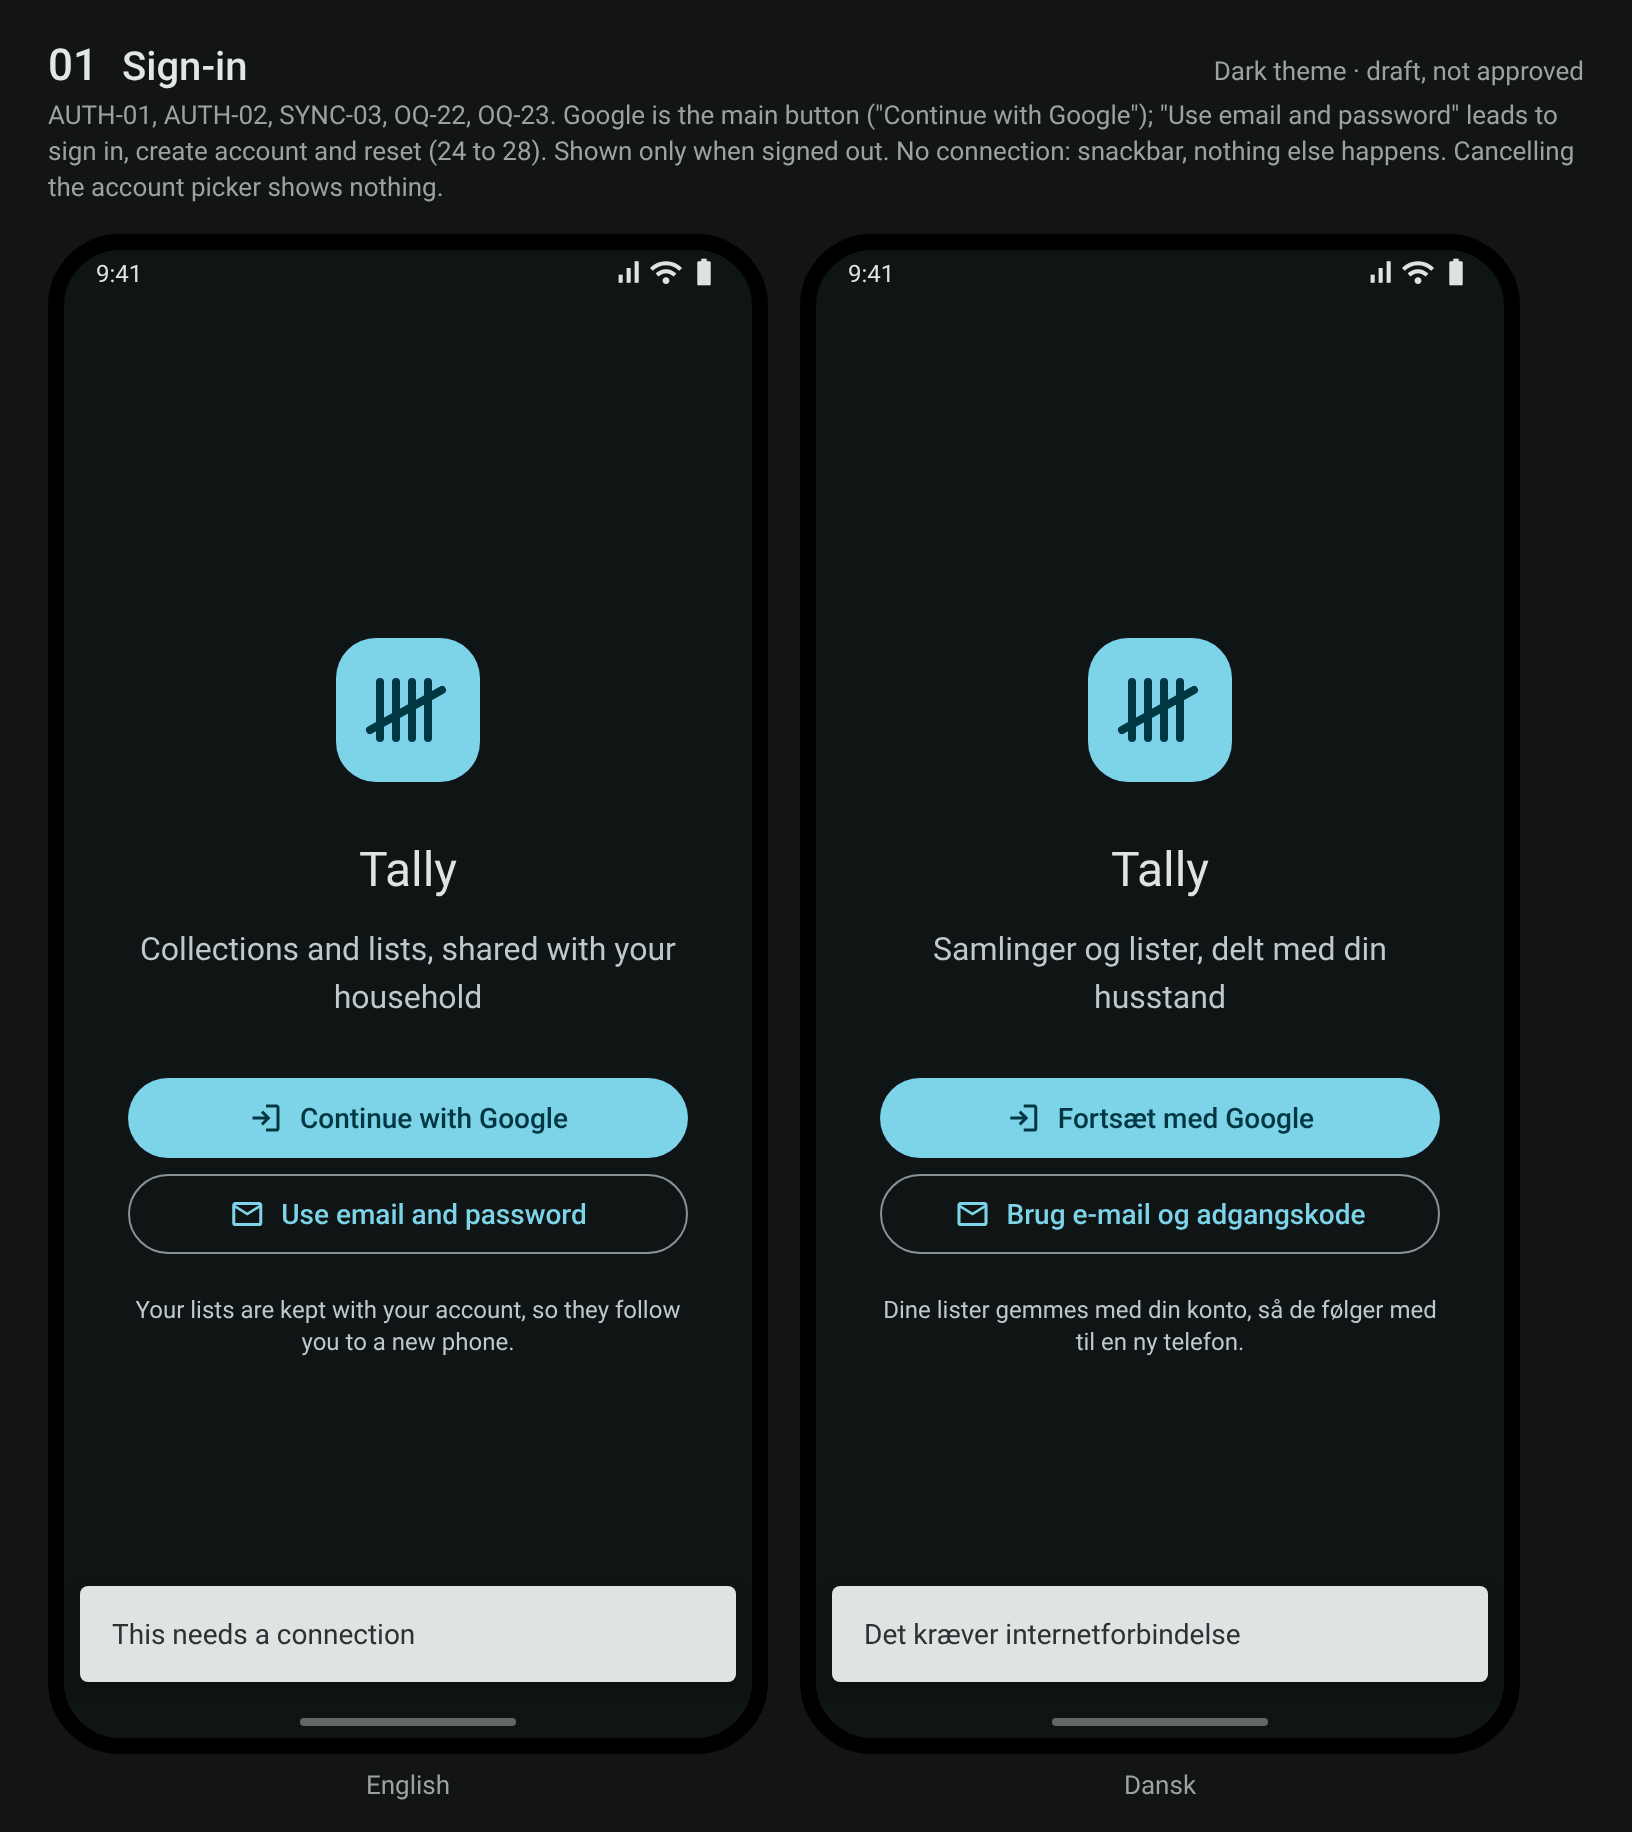 01 Sign-in
Dark theme · draft, not approved
AUTH-01, AUTH-02, SYNC-03, OQ-22, OQ-23. Google is the main button ("Continue with Google"); "Use email and password" leads to
sign in, create account and reset (24 to 28). Shown only when signed out. No connection: snackbar, nothing else happens. Cancelling
the account picker shows nothing.
9:41
Tally
Collections and lists, shared with your
household
Continue with Google
Use email and password
Your lists are kept with your account, so they follow
you to a new phone.
This needs a connection
English
9:41
Tally
Samlinger og lister, delt med din
husstand
Fortsæt med Google
Brug e-mail og adgangskode
Dine lister gemmes med din konto, så de følger med
til en ny telefon.
Det kræver internetforbindelse
Dansk